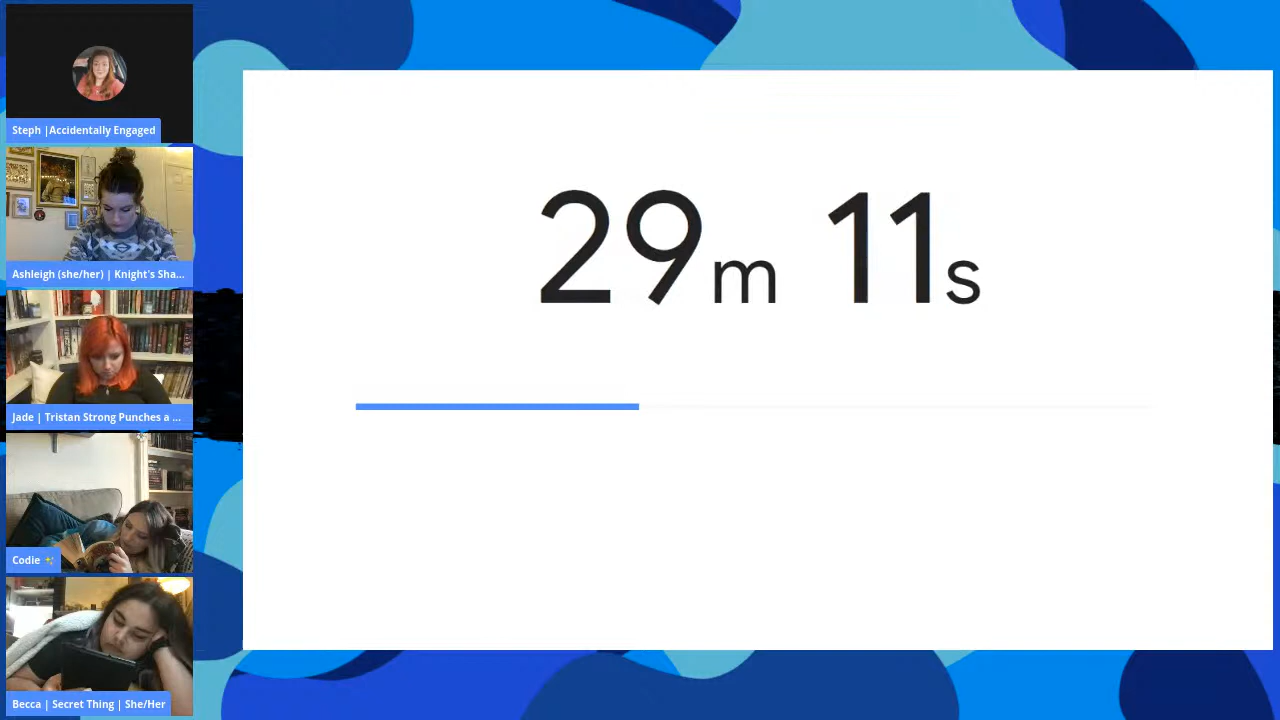 Steph |Accidentally Engaged
Ashleigh (she/her) | Knight's Sha...
Jade | Tristan Strong Punches a ...
Codie ✨
Becca | Secret Thing | She/Her
29m 11s